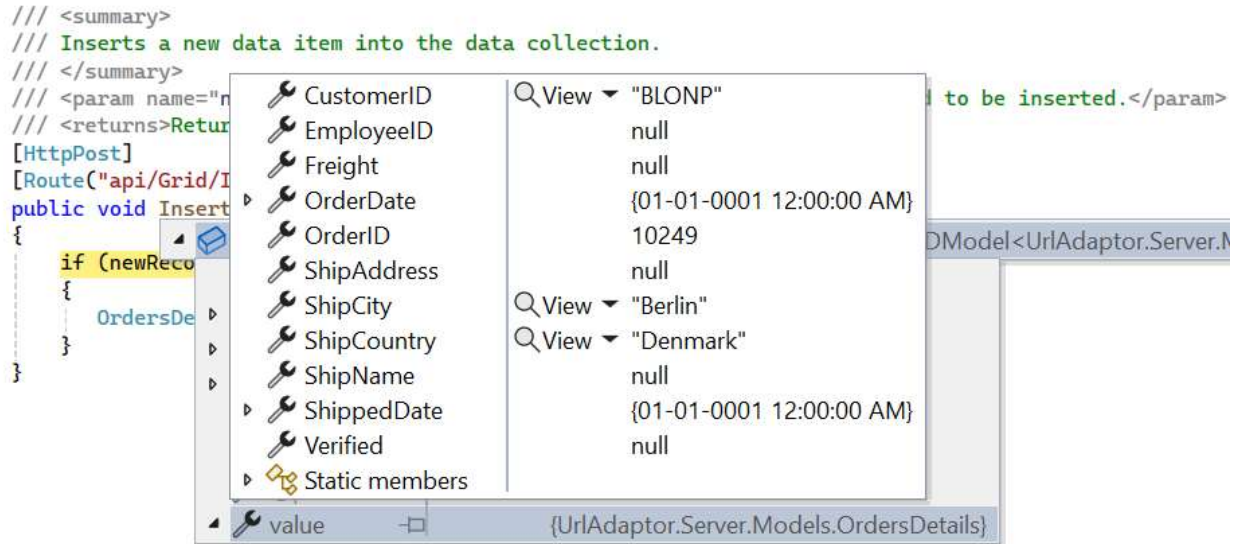 /// <summary>
/// Inserts a new data item into the data collection.
/// </summary>
/// <param name="n
to be inserted.</param>
/// <returns>Retur
[HttpPost]
[Route("api/Grid/I
public void Insert
{
if (newReco
{
OrdersDe
}
}
CustomerID View "BLONP"
EmployeeID null
Freight null
OrderDate {01-01-0001 12:00:00 AM}
OrderID 10249
ShipAddress null
ShipCity View "Berlin"
ShipCountry View "Denmark"
ShipName null
ShippedDate {01-01-0001 12:00:00 AM}
Verified null
Static members
DModel<UrlAdaptor.Server.M
value {UrlAdaptor.Server.Models.OrdersDetails}